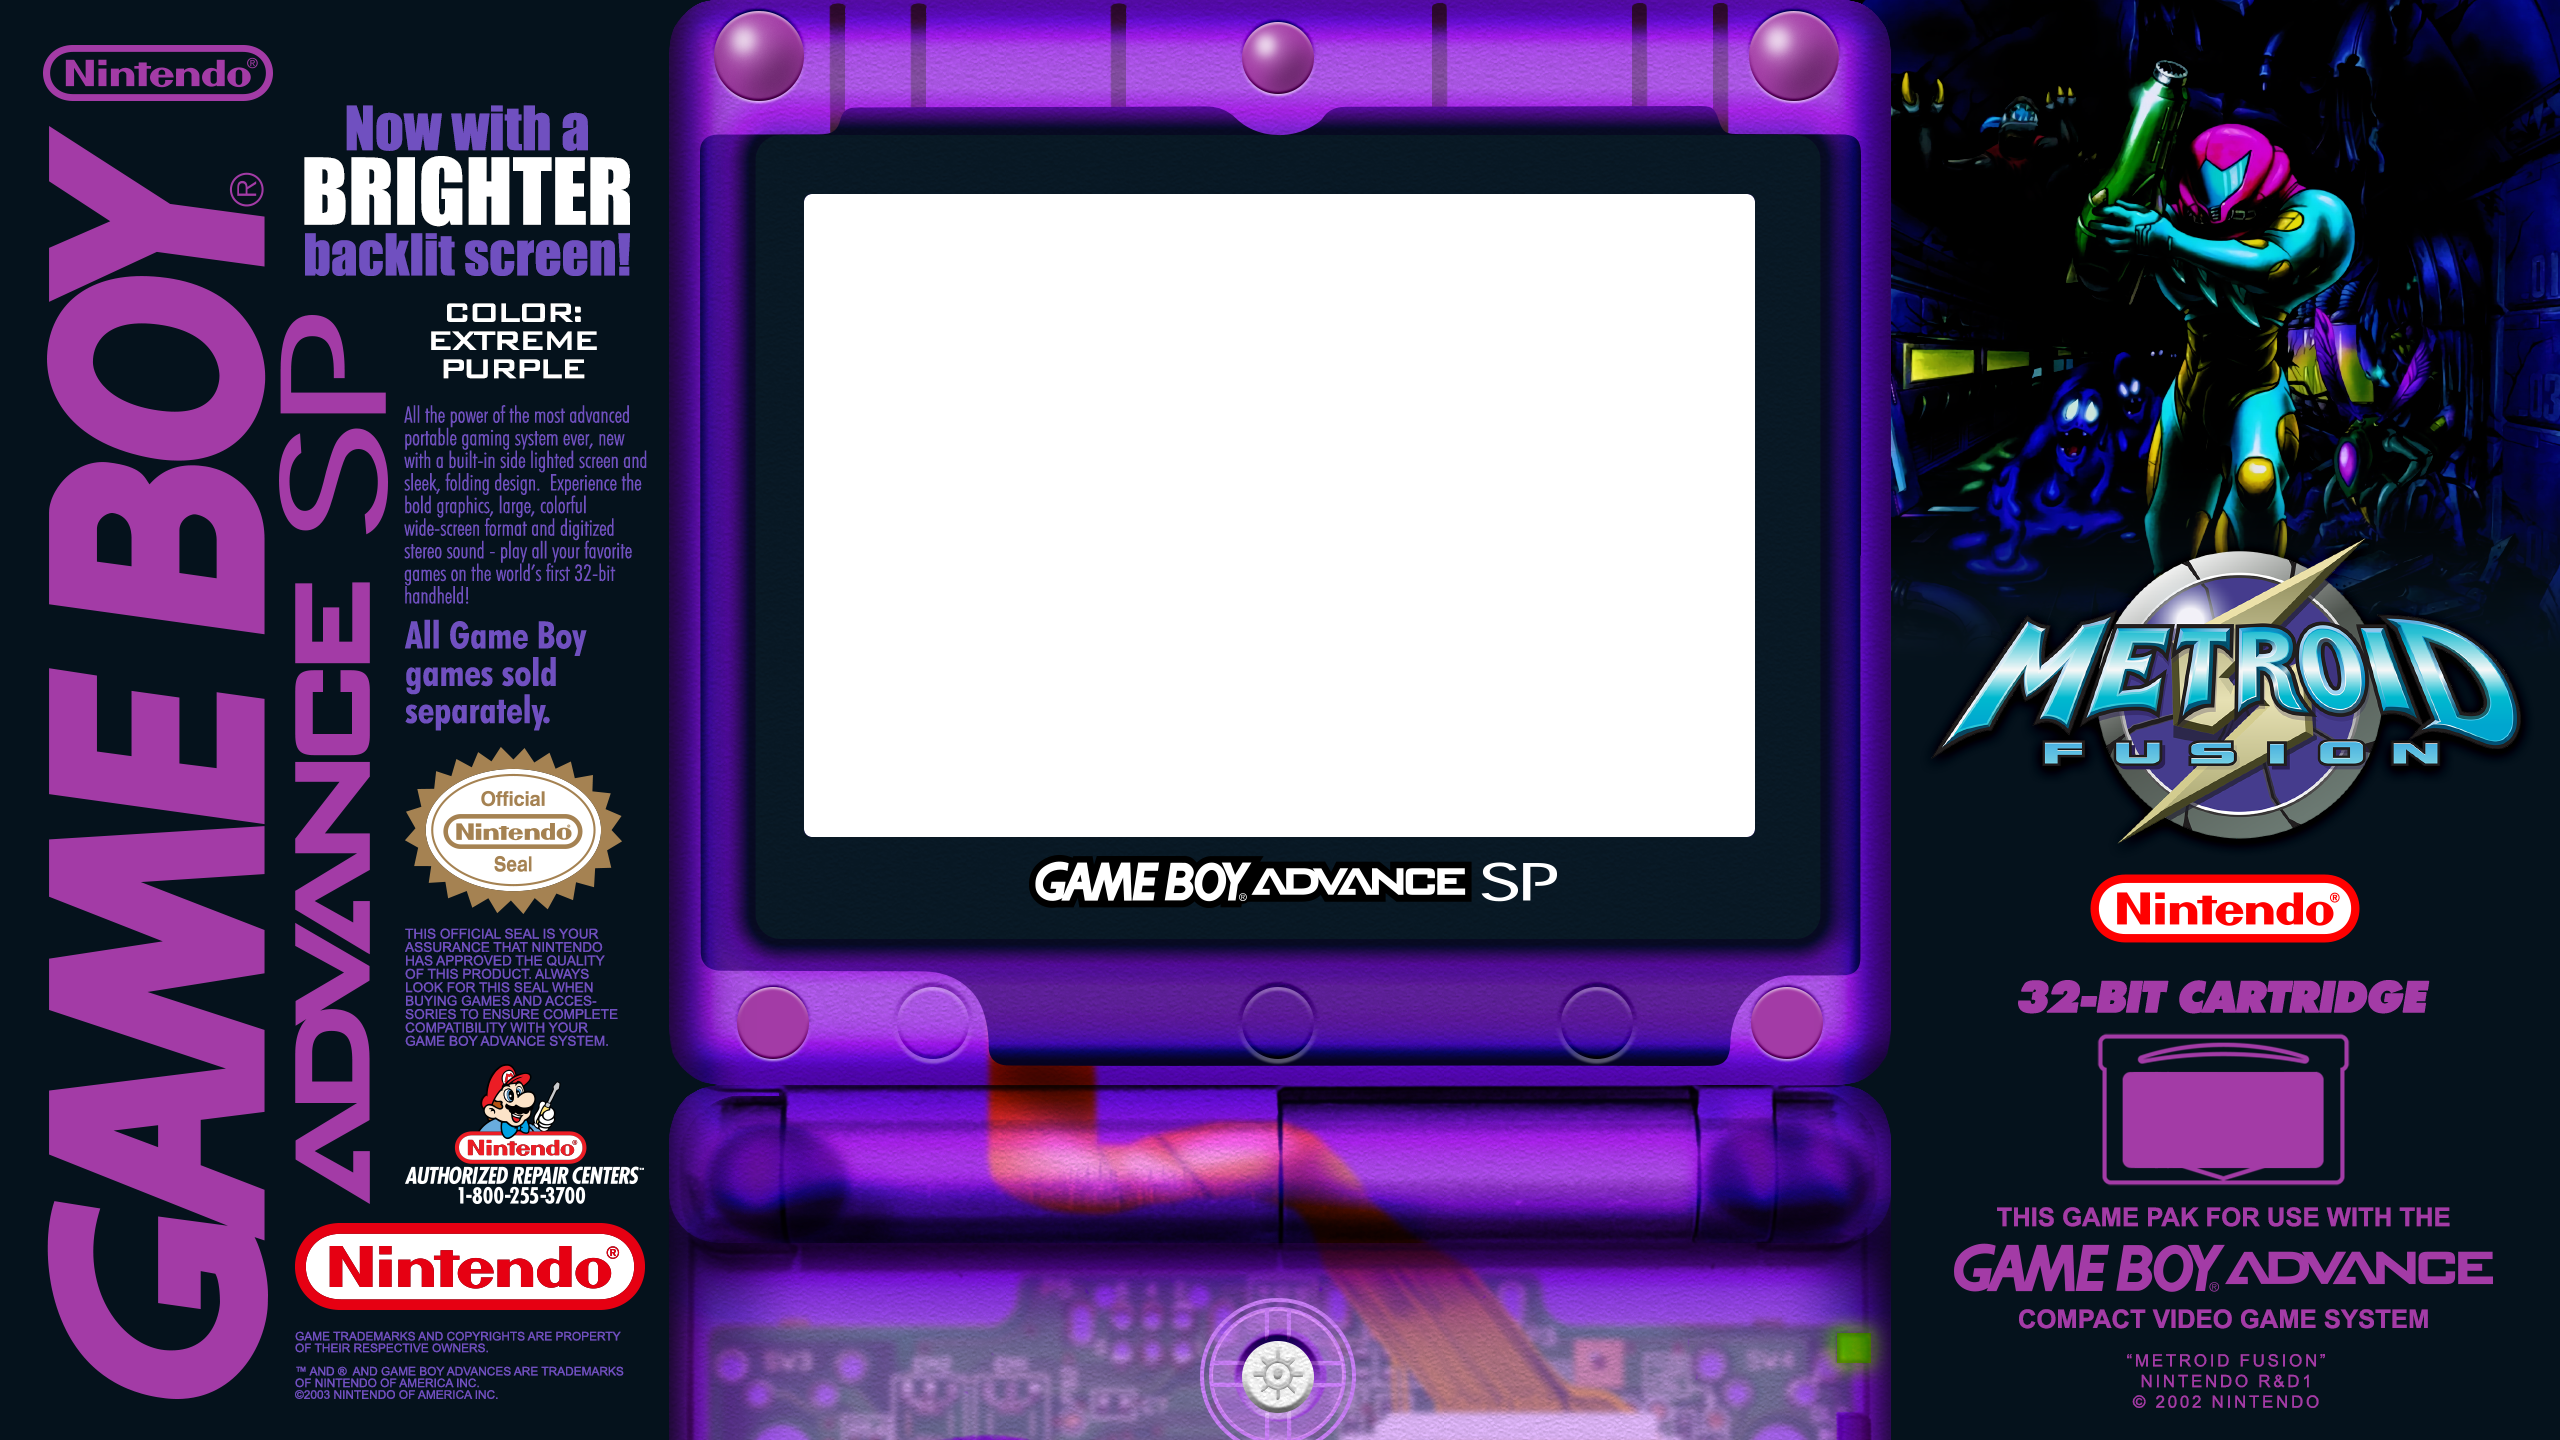 Nintendo®
GAME BOY®
ADVANCE SP
Now with a
BRIGHTER
backlit screen!
COLOR:
EXTREME
PURPLE
All the power of the most advanced
portable gaming system ever, new
with a built-in side lighted screen and
sleek, folding design. Experience the
bold graphics, large, colorful
wide-screen format and digitized
stereo sound - play all your favorite
games on the world's first 32-bit
handheld!
All Game Boy
games sold
separately.
Official
Nintendo®
Seal
THIS OFFICIAL SEAL IS YOUR
ASSURANCE THAT NINTENDO
HAS APPROVED THE QUALITY
OF THIS PRODUCT. ALWAYS
LOOK FOR THIS SEAL WHEN
BUYING GAMES AND ACCES-
SORIES TO ENSURE COMPLETE
COMPATIBILITY WITH YOUR
GAME BOY ADVANCE SYSTEM.
Nintendo®
AUTHORIZED REPAIR CENTERS™
1-800-255-3700
Nintendo®
GAME TRADEMARKS AND COPYRIGHTS ARE PROPERTY
OF THEIR RESPECTIVE OWNERS.
™ AND ® AND GAME BOY ADVANCES ARE TRADEMARKS
OF NINTENDO OF AMERICA INC.
©2003 NINTENDO OF AMERICA INC.
GAME BOY® ADVANCE SP
METROID
FUSION
Nintendo®
32-BIT CARTRIDGE
THIS GAME PAK FOR USE WITH THE
GAME BOY® ADVANCE
COMPACT VIDEO GAME SYSTEM
"METROID FUSION"
NINTENDO R&D1
© 2002 NINTENDO